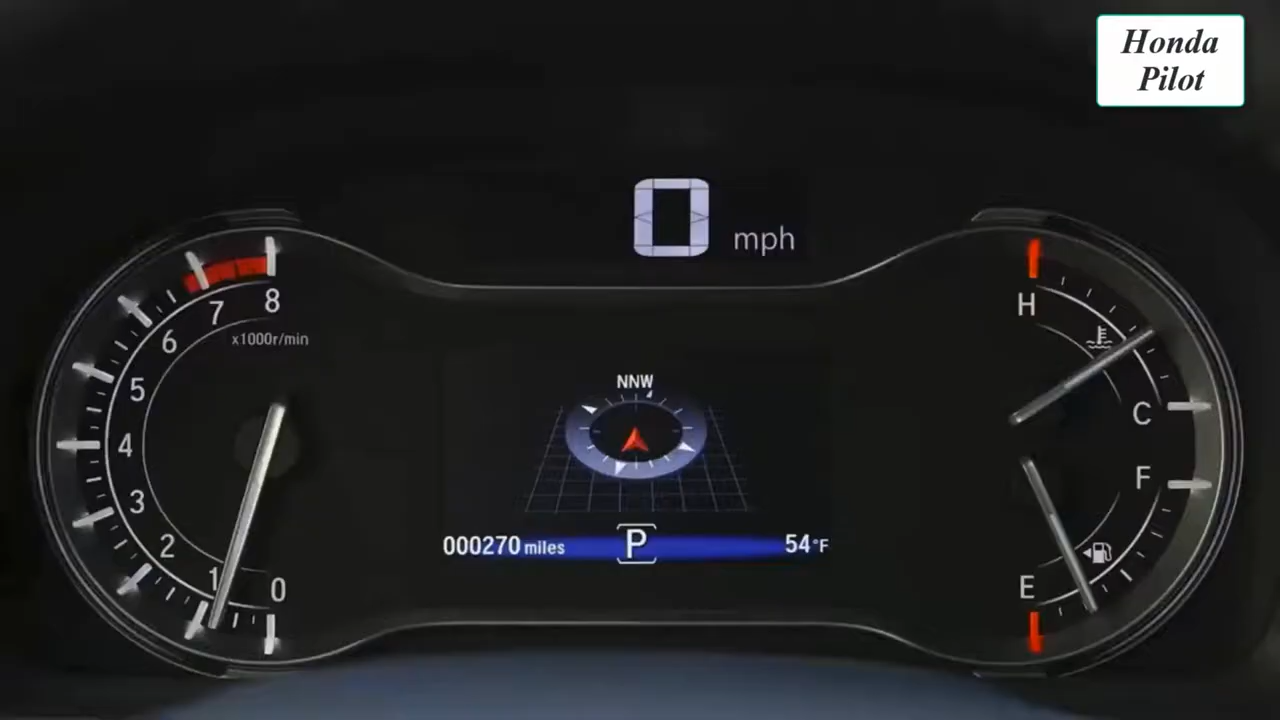 Honda
Pilot
0 mph
8
7
6
x1000r/min
5
4
3
2
1
0
NNW
000270 miles
P
54°F
H
C
F
E